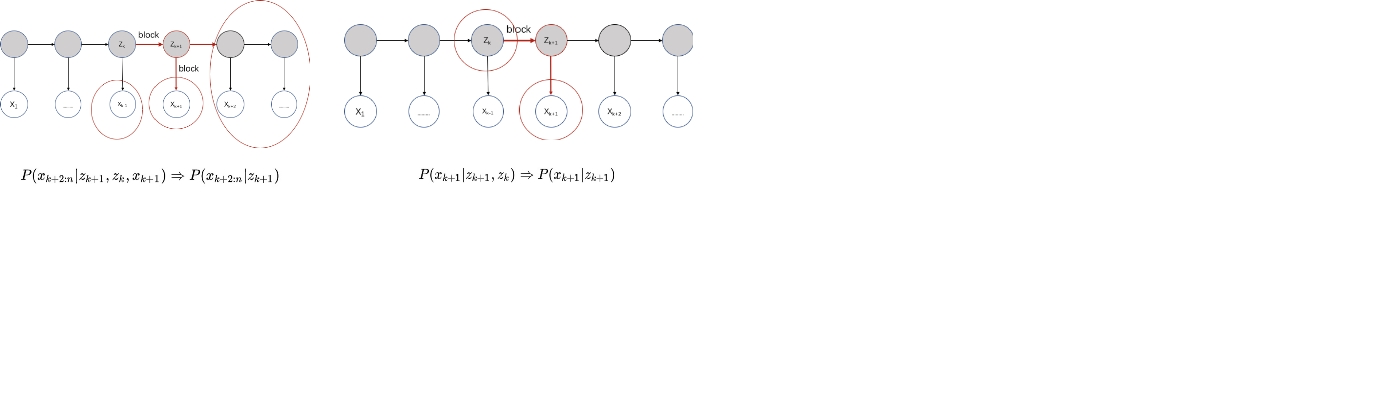 block
block
Z_k
Z_{k+1}
block
Z_k
Z_{k+1}
X_1
......
X_{k-1}
X_{k+1}
X_{k+2}
......
X_1
......
X_{k-1}
X_{k+1}
X_{k+2}
......
P(x_{k+2:n}|z_{k+1}, z_k, x_{k+1}) ⇒ P(x_{k+2:n}|z_{k+1})
P(x_{k+1}|z_{k+1}, z_k) ⇒ P(x_{k+1}|z_{k+1})